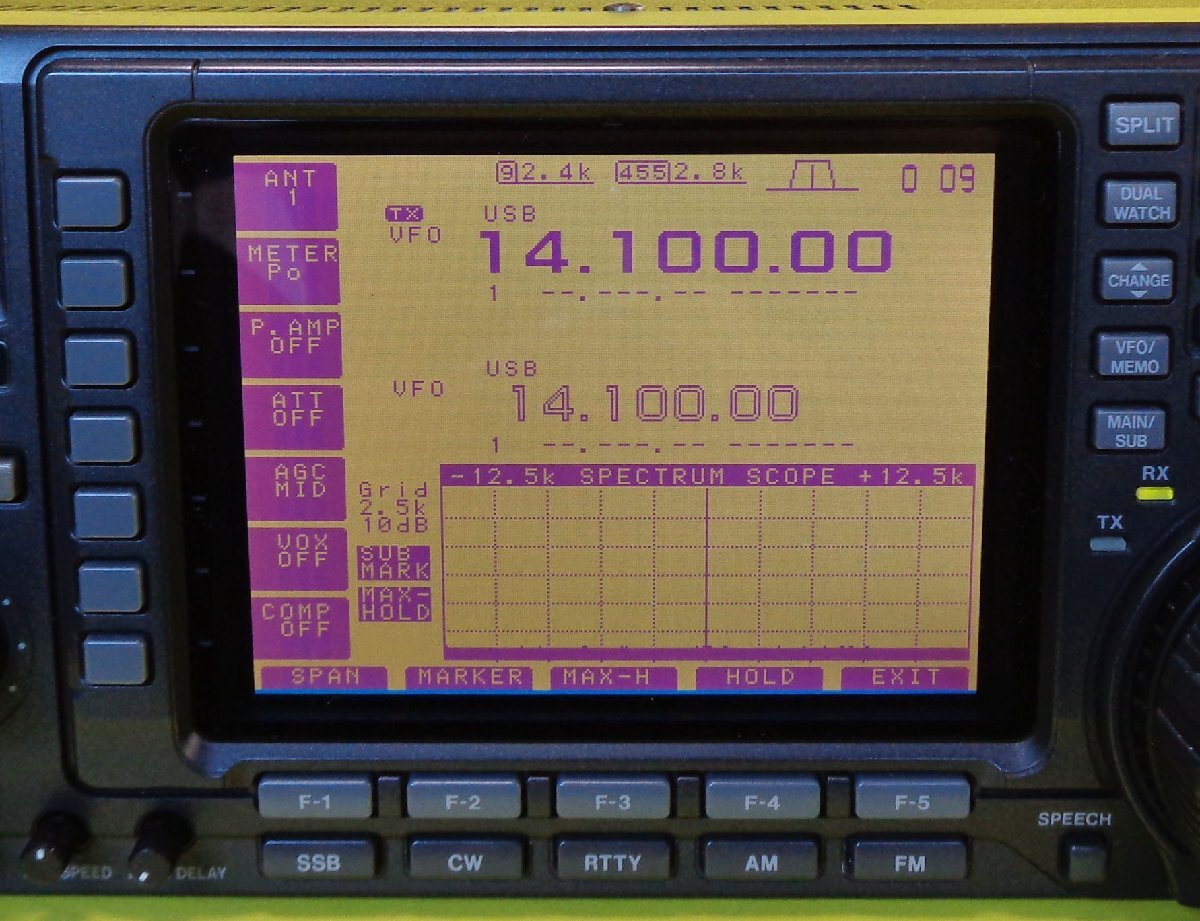 ANT
1
METER
Po
P.AMP
OFF
ATT
OFF
AGC
MID
VOX
OFF
COMP
OFF
9 2.4k 455 2.8k 0 09
TX USB
VFO 14.100.00
1 --.---.-- -------
USB
VFO 14.100.00
1 --.---.-- -------
-12.5k SPECTRUM SCOPE +12.5k
Grid
2.5k
10dB
SUB
MARK
MAX-
HOLD
SPAN MARKER MAX-H HOLD EXIT
F-1 F-2 F-3 F-4 F-5
SSB CW RTTY AM FM
SPEED DELAY
SPLIT
DUAL
WATCH
CHANGE
VFO/
MEMO
MAIN/
SUB
RX
TX
SPEECH